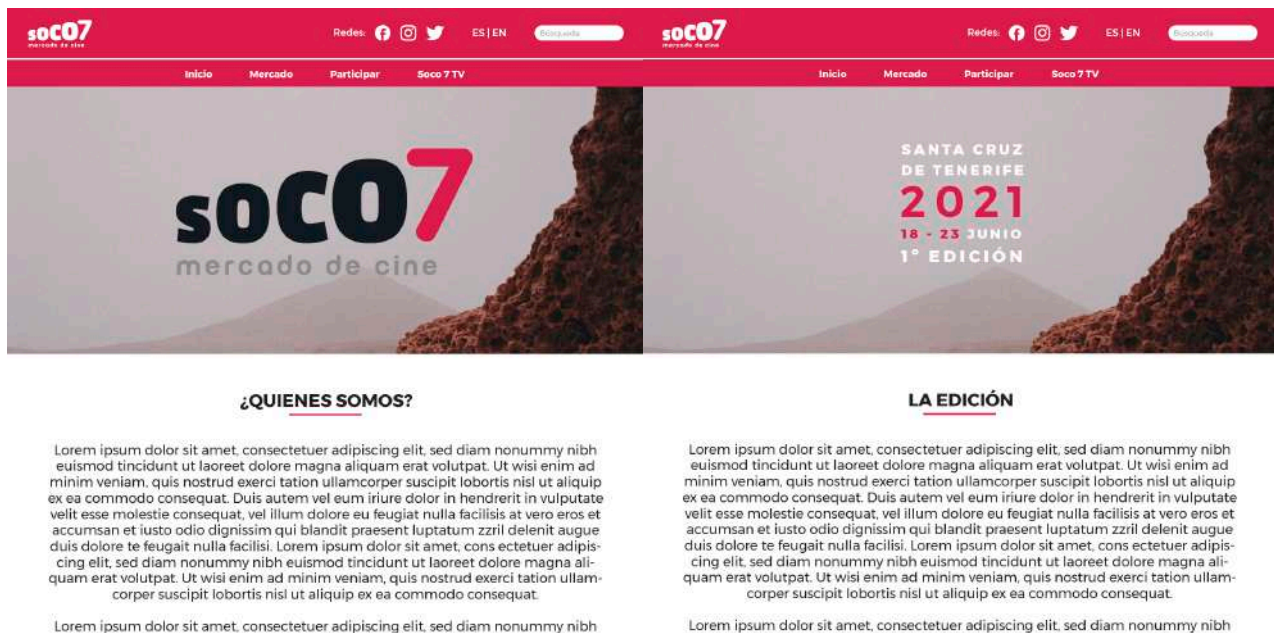 soco7
mercado de cine
Redes:
ES | EN
Búsqueda
Inicio Mercado Participar Soco 7 TV
soco7
mercado de cine
¿QUIENES SOMOS?
Lorem ipsum dolor sit amet, consectetuer adipiscing elit, sed diam nonummy nibh
euismod tincidunt ut laoreet dolore magna aliquam erat volutpat. Ut wisi enim ad
minim veniam, quis nostrud exerci tation ullamcorper suscipit lobortis nisl ut aliquip
ex ea commodo consequat. Duis autem vel eum iriure dolor in hendrerit in vulputate
velit esse molestie consequat, vel illum dolore eu feugiat nulla facilisis at vero eros et
accumsan et iusto odio dignissim qui blandit praesent luptatum zzril delenit augue
duis dolore te feugait nulla facilisi. Lorem ipsum dolor sit amet, cons ectetuer adipis-
cing elit, sed diam nonummy nibh euismod tincidunt ut laoreet dolore magna ali-
quam erat volutpat. Ut wisi enim ad minim veniam, quis nostrud exerci tation ullam-
corper suscipit lobortis nisl ut aliquip ex ea commodo consequat.
Lorem ipsum dolor sit amet, consectetuer adipiscing elit, sed diam nonummy nibh
soco7
mercado de cine
Redes:
ES | EN
Búsqueda
Inicio Mercado Participar Soco 7 TV
SANTA CRUZ
DE TENERIFE
2021
18 - 23 JUNIO
1º EDICIÓN
LA EDICIÓN
Lorem ipsum dolor sit amet, consectetuer adipiscing elit, sed diam nonummy nibh
euismod tincidunt ut laoreet dolore magna aliquam erat volutpat. Ut wisi enim ad
minim veniam, quis nostrud exerci tation ullamcorper suscipit lobortis nisl ut aliquip
ex ea commodo consequat. Duis autem vel eum iriure dolor in hendrerit in vulputate
velit esse molestie consequat, vel illum dolore eu feugiat nulla facilisis at vero eros et
accumsan et iusto odio dignissim qui blandit praesent luptatum zzril delenit augue
duis dolore te feugait nulla facilisi. Lorem ipsum dolor sit amet, cons ectetuer adipis-
cing elit, sed diam nonummy nibh euismod tincidunt ut laoreet dolore magna ali-
quam erat volutpat. Ut wisi enim ad minim veniam, quis nostrud exerci tation ullam-
corper suscipit lobortis nisl ut aliquip ex ea commodo consequat.
Lorem ipsum dolor sit amet, consectetuer adipiscing elit, sed diam nonummy nibh